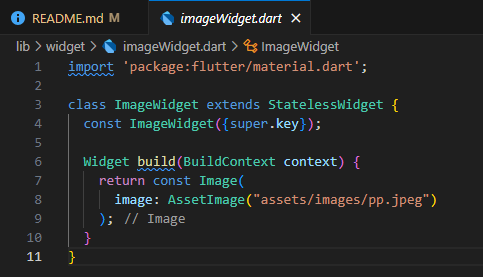 README.md M
imageWidget.dart
lib > widget > imageWidget.dart > ImageWidget
1 import 'package:flutter/material.dart';
2
3 class ImageWidget extends StatelessWidget {
4   const ImageWidget({super.key});
5
6   Widget build(BuildContext context) {
7     return const Image(
8       image: AssetImage("assets/images/pp.jpeg")
9     ); // Image
10   }
11 }